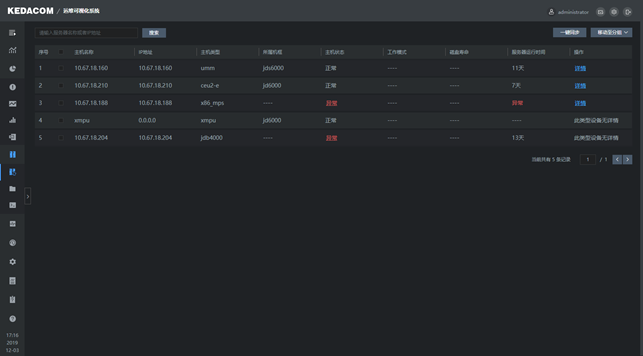 KEDACOM / 运维可视化系统
administrator
请输入服务器名称或者IP地址 搜索
一键同步 移动至分组
序号 主机名称 IP地址 主机类型 所属机框 主机状态 工作模式 磁盘寿命 服务器运行时间 操作
1 10.67.18.160 10.67.18.160 umm jds6000 正常 ---- ---- 11天 详情
2 10.67.18.210 10.67.18.210 ceu2-e jd6000 正常 ---- ---- 7天 详情
3 10.67.18.188 10.67.18.188 x86_mps ---- 异常 ---- ---- 异常 详情
4 xmpu 0.0.0.0 xmpu jd6000 正常 ---- ---- ---- 此类型设备无详情
5 10.67.18.204 10.67.18.204 jdb4000 ---- 异常 ---- ---- 13天 此类型设备无详情
当前共有 5 条记录 1 / 1
17:10
2019
12-03